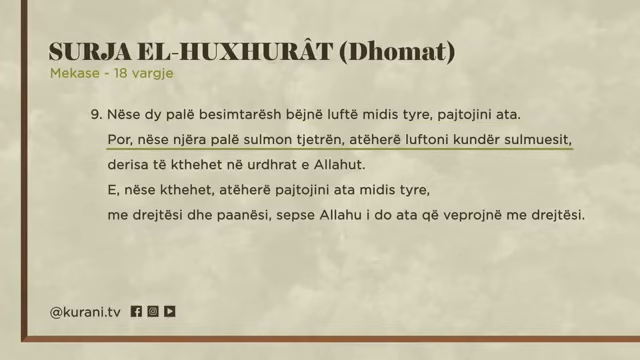 SURJA EL-HUXHURÂT (Dhomat)
Mekase - 18 vargje
9. Nëse dy palë besimtarësh bëjnë luftë midis tyre, pajtojini ata.
Por, nëse njëra palë sulmon tjetrën, atëherë luftoni kundër sulmuesit,
derisa të kthehet në urdhrat e Allahut.
E, nëse kthehet, atëherë pajtojini ata midis tyre,
me drejtësi dhe paanësi, sepse Allahu i do ata që veprojnë me drejtësi.
@kurani.tv